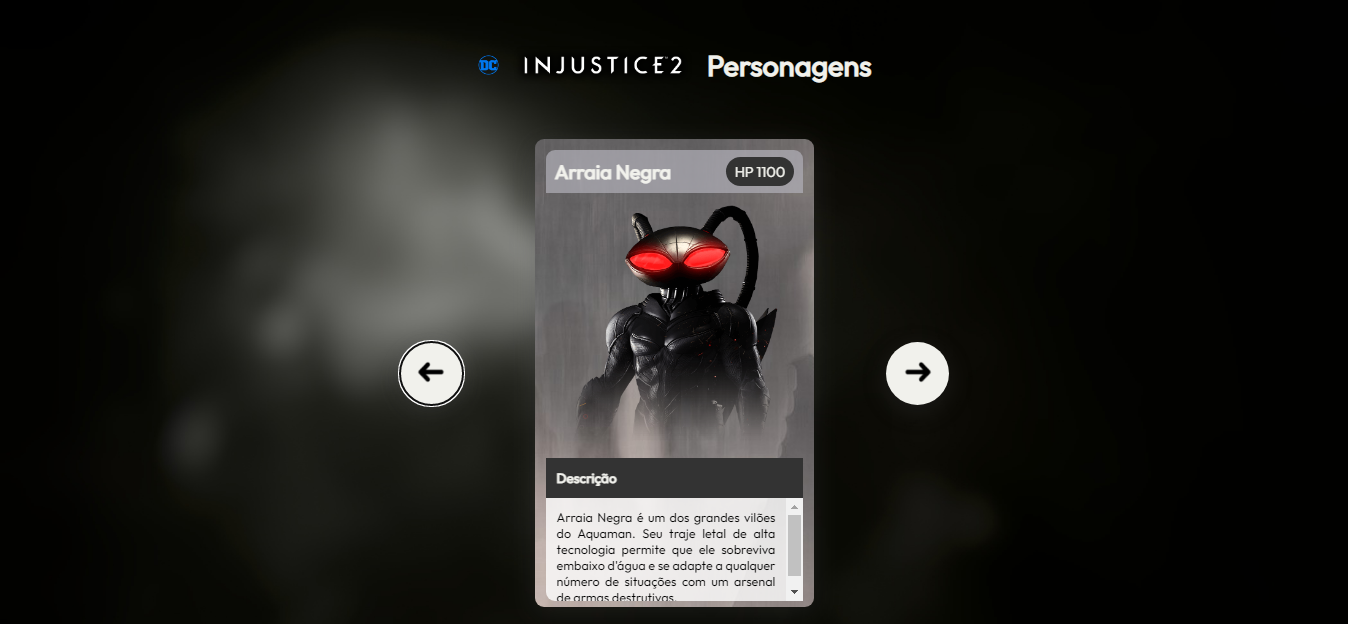 DC INJUSTICE 2 Personagens
Arraia Negra HP 1100
Descrição
Arraia Negra é um dos grandes vilões
do Aquaman. Seu traje letal de alta
tecnologia permite que ele sobreviva
embaixo d'água e se adapte a qualquer
número de situações com um arsenal
de armas destrutivas.